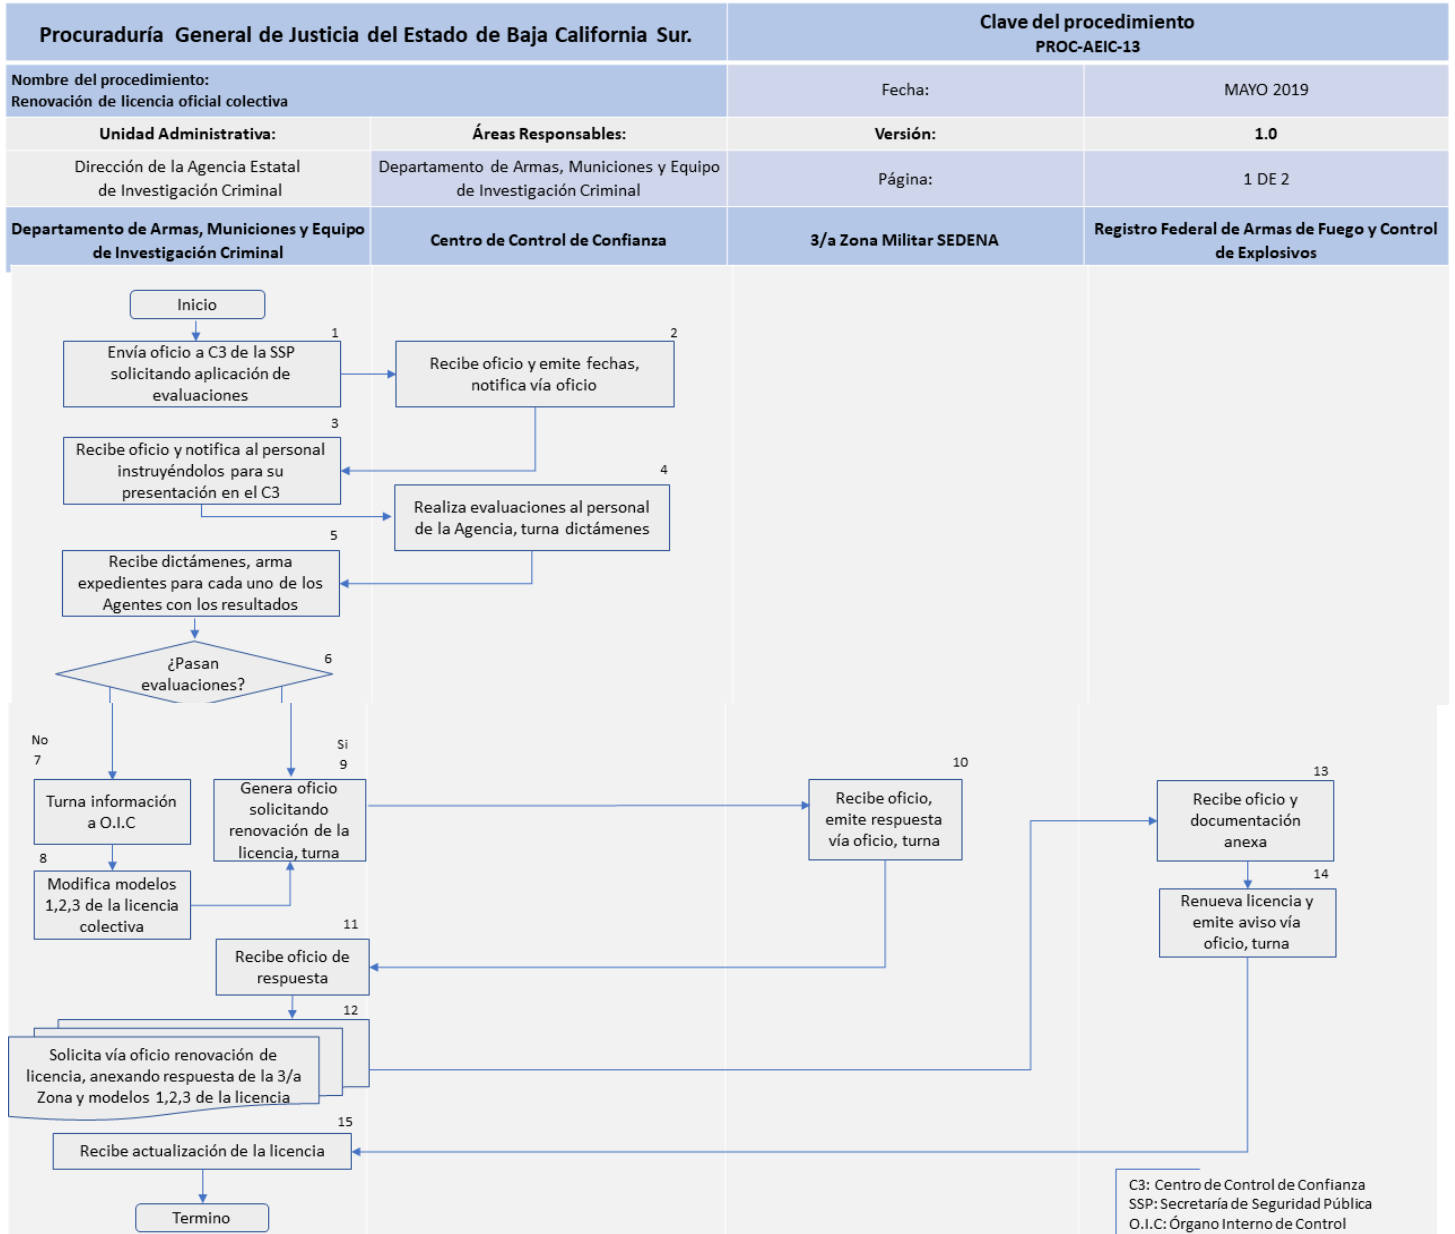 Procuraduría General de Justicia del Estado de Baja California Sur.
Clave del procedimiento
PROC-AEIC-13
Nombre del procedimiento:
Renovación de licencia oficial colectiva
Fecha:
MAYO 2019
Unidad Administrativa:
Áreas Responsables:
Versión:
1.0
Dirección de la Agencia Estatal
de Investigación Criminal
Departamento de Armas, Municiones y Equipo
de Investigación Criminal
Página:
1 DE 2
Departamento de Armas, Municiones y Equipo
de Investigación Criminal
Centro de Control de Confianza
3/a Zona Militar SEDENA
Registro Federal de Armas de Fuego y Control
de Explosivos
Inicio
1
Envía oficio a C3 de la SSP
solicitando aplicación de
evaluaciones
2
Recibe oficio y emite fechas,
notifica vía oficio
3
Recibe oficio y notifica al personal
instruyéndolos para su
presentación en el C3
4
Realiza evaluaciones al personal
de la Agencia, turna dictámenes
5
Recibe dictámenes, arma
expedientes para cada uno de los
Agentes con los resultados
6
¿Pasan
evaluaciones?
No
7
Turna información
a O.I.C
8
Modifica modelos
1,2,3 de la licencia
colectiva
Si
9
Genera oficio
solicitando
renovación de la
licencia, turna
10
Recibe oficio,
emite respuesta
vía oficio, turna
11
Recibe oficio de
respuesta
12
Solicita vía oficio renovación de
licencia, anexando respuesta de la 3/a
Zona y modelos 1,2,3 de la licencia
13
Recibe oficio y
documentación
anexa
14
Renueva licencia y
emite aviso vía
oficio, turna
15
Recibe actualización de la licencia
Termino
C3: Centro de Control de Confianza
SSP: Secretaría de Seguridad Pública
O.I.C: Órgano Interno de Control